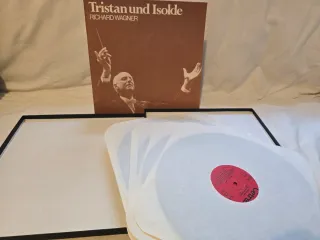 Tristan und Isolde
RICHARD WAGNER